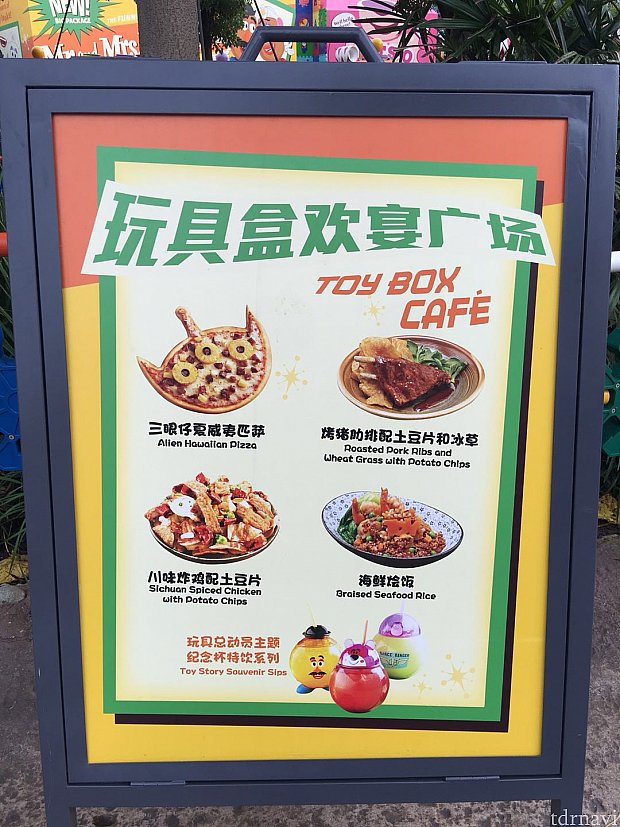 NEW!
Mr and Mrs
玩具盒欢宴广场
TOY BOX
CAFÉ
三眼仔夏威夷匹萨
Alien Hawaiian Pizza
烤猪肋排配土豆片和冰草
Roasted Pork Ribs and
Wheat Grass with Potato Chips
川味炸鸡配土豆片
Sichuan Spiced Chicken
with Potato Chips
海鲜烩饭
Braised Seafood Rice
玩具总动员主题
纪念杯特饮系列
Toy Story Souvenir Sips
tdrnavi